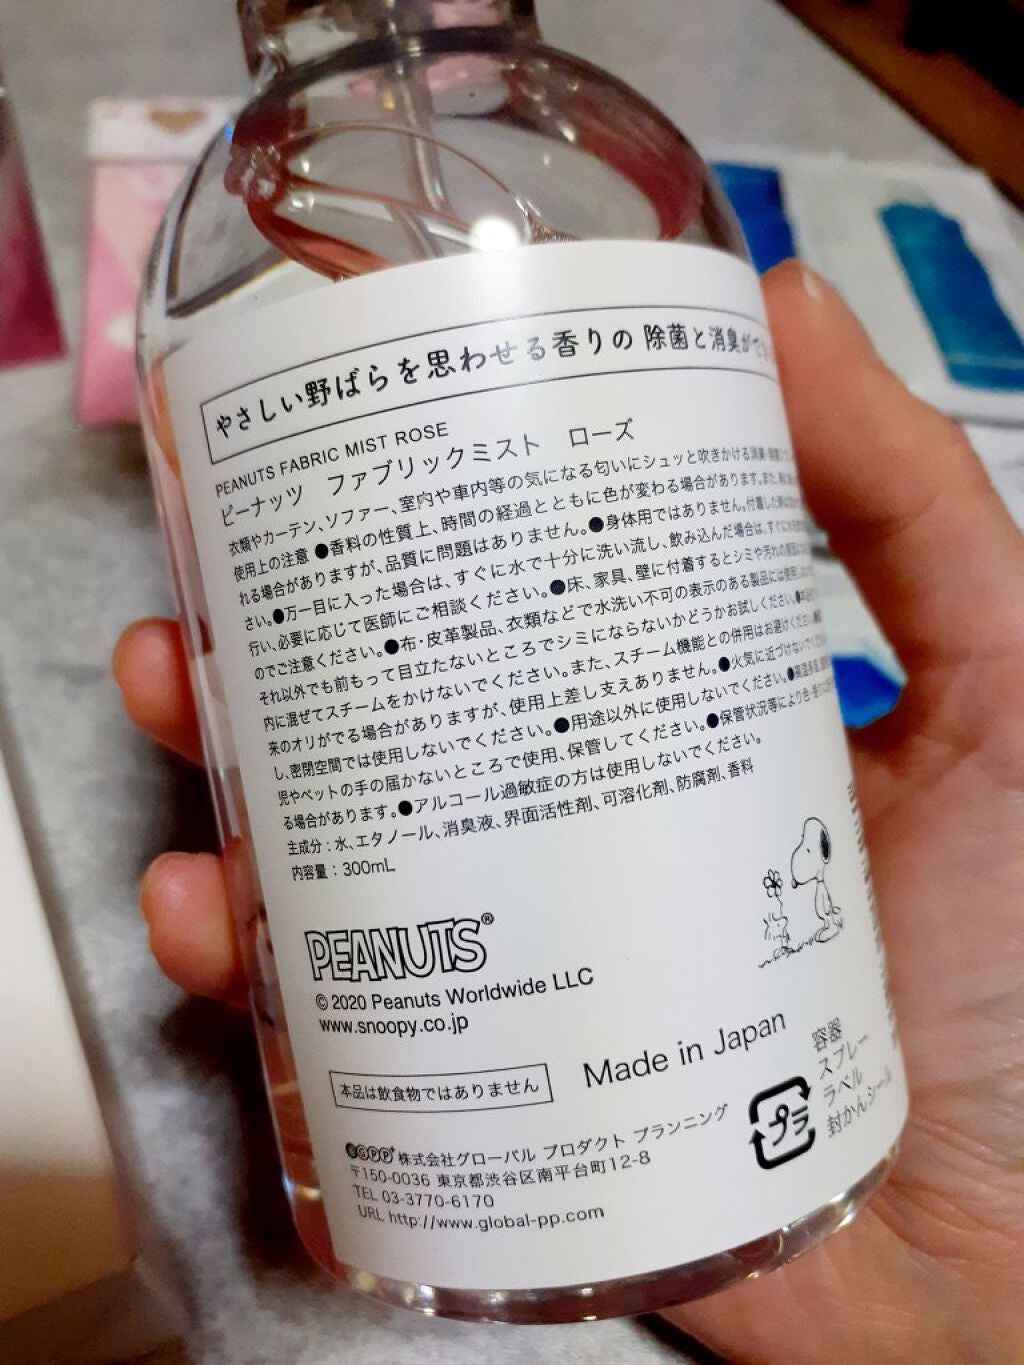 やさしい野ばらを思わせる香りの 除菌と消臭が
PEANUTS FABRIC MIST ROSE
ピーナッツ ファブリックミスト ローズ
衣類やカーテン、ソファー、室内や車内等の気になる匂いにシュッと吹きかける消臭・
使用上の注意 ●香料の性質上、時間の経過とともに色が変わる場合があります。また、
れる場合がありますが、品質に問題はありません。●身体用ではありません。付着した
さい。●万一目に入った場合は、すぐに水で十分に洗い流し、飲み込んだ場合は、すぐに
行い、必要に応じて医師にご相談ください。●床、家具、壁に付着するとシミや汚れの原因
のでご注意ください。●布・皮革製品、衣類などで水洗い不可の表示のある製品には使用
それ以外でも前もって目立たないところでシミにならないかどうかお試しください。
内に混ぜてスチームをかけないでください。また、スチーム機能との併用はお避けください。
来のオリがでる場合がありますが、使用上差し支えありません。●火気に近づけないで
し、密閉空間では使用しないでください。●用途以外に使用しないでください。●高温
児やペットの手の届かないところで使用、保管してください。●保管状況等により色・
る場合があります。●アルコール過敏症の方は使用しないでください。
主成分：水、エタノール、消臭液、界面活性剤、可溶化剤、防腐剤、香料
内容量：300mL
PEANUTS®
© 2020 Peanuts Worldwide LLC
www.snoopy.co.jp
本品は飲食物ではありません
Made in Japan
プラ
容器
スプレー
ラベル
封かんシール
GPP 株式会社グローバル プロダクト プランニング
〒150-0036 東京都渋谷区南平台町12-8
TEL 03-3770-6170
URL http://www.global-pp.com